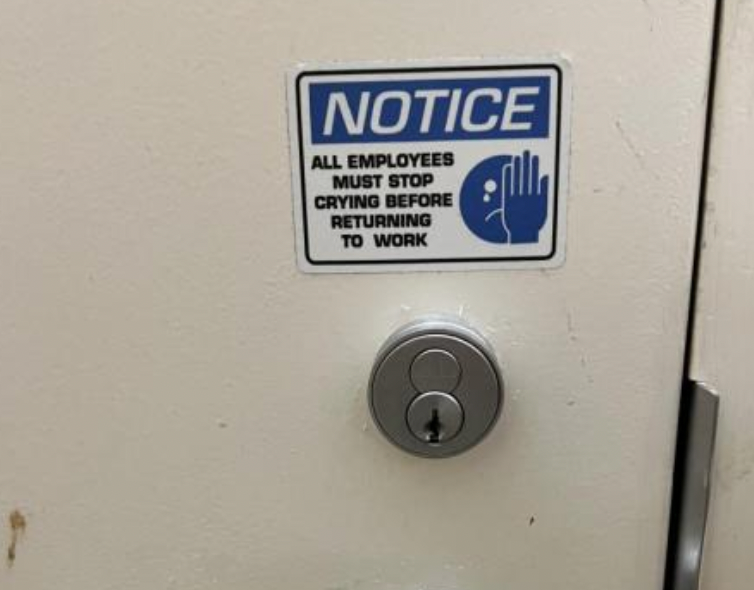 NOTICE
ALL EMPLOYEES
MUST STOP
CRYING BEFORE
RETURNING
TO WORK